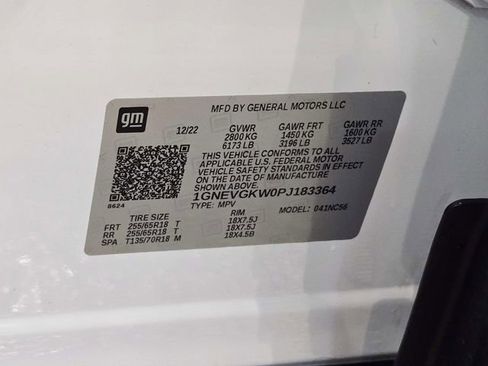 gm
MFD BY GENERAL MOTORS LLC
12/22 GVWR GAWR FRT GAWR RR
2800 KG 1450 KG 1600 KG
6173 LB 3196 LB 3527 LB
THIS VEHICLE CONFORMS TO ALL
APPLICABLE U.S. FEDERAL MOTOR
VEHICLE SAFETY STANDARDS IN EFFECT
ON THE DATE OF MANUFACTURE SHOWN ABOVE.
1GNEVGKW0PJ183364
8624
TYPE: MPV MODEL: 041NC56
TIRE SIZE RIM
FRT 255/65R18 T 18X7.5J
RR 255/65R18 T 18X7.5J
SPA T135/70R18 M 18X4.5B